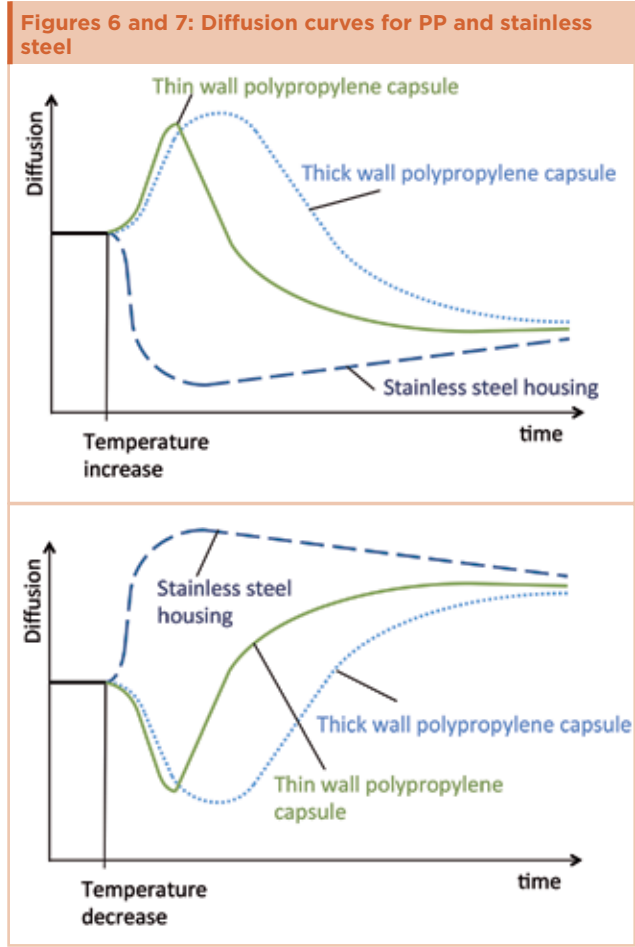 Figures 6 and 7: Diffusion curves for PP and stainless
steel
Thin wall polypropylene capsule
Diffusion
Thick wall polypropylene capsule
Stainless steel housing
time
Temperature
increase
Diffusion
Stainless steel
housing
Thick wall polypropylene capsule
Thin wall polypropylene
capsule
time
Temperature
decrease